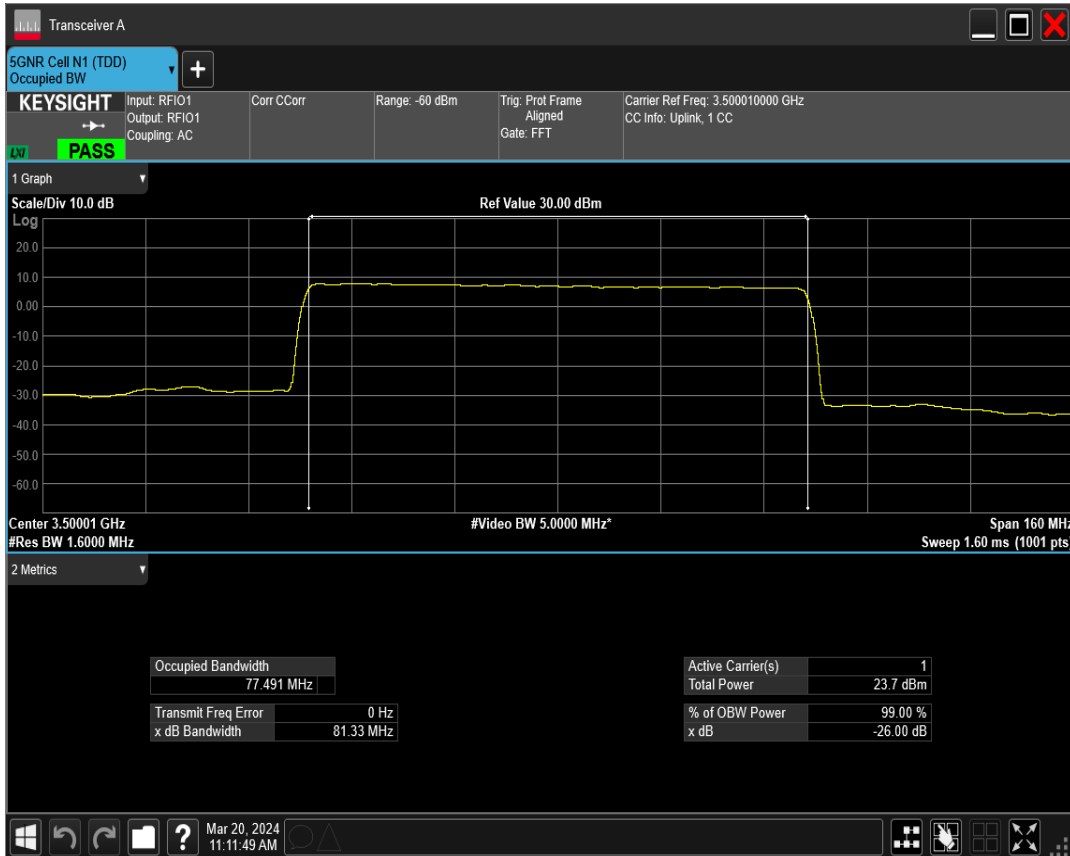 Transceiver A
5GNR Cell N1 (TDD)
Occupied BW
+
KEYSIGHT
LXI
PASS
Input: RFIO1
Output: RFIO1
Coupling: AC
Corr CCorr
Range: -60 dBm
Trig: Prot Frame
Aligned
Gate: FFT
Carrier Ref Freq: 3.500010000 GHz
CC Info: Uplink, 1 CC
1 Graph
Scale/Div 10.0 dB
Ref Value 30.00 dBm
Log
20.0
10.0
0.00
-10.0
-20.0
-30.0
-40.0
-50.0
-60.0
Center 3.50001 GHz
#Video BW 5.0000 MHz*
Span 160 MHz
#Res BW 1.6000 MHz
Sweep 1.60 ms (1001 pts)
2 Metrics
Occupied Bandwidth
77.491 MHz
Transmit Freq Error 0 Hz
x dB Bandwidth 81.33 MHz
Active Carrier(s) 1
Total Power 23.7 dBm
% of OBW Power 99.00 %
x dB -26.00 dB
?
Mar 20, 2024
11:11:49 AM